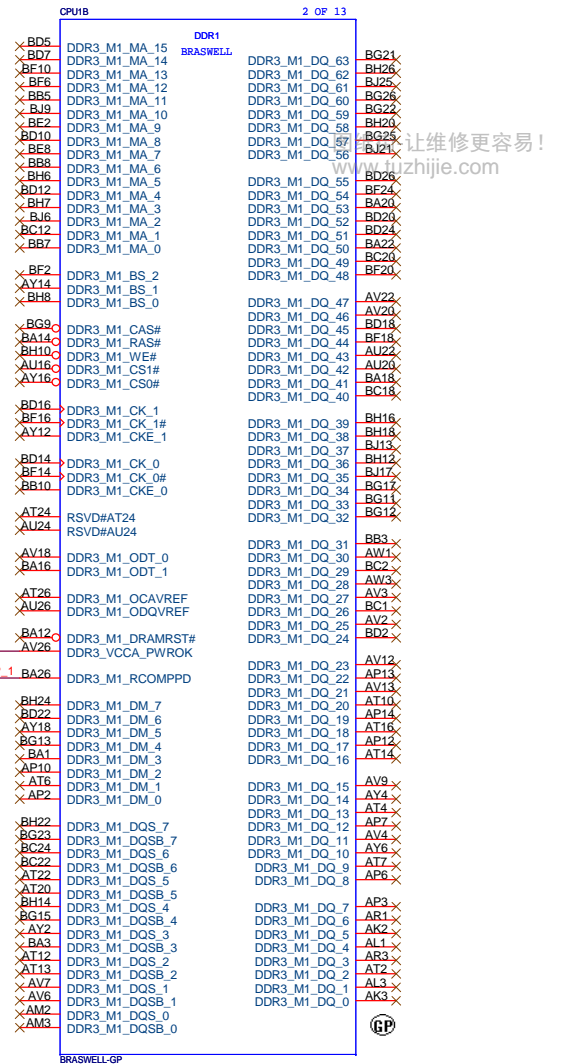 CPU1B
2 OF 13
DDR1
BRASWELL
BD5 DDR3_M1_MA_15
BD7 DDR3_M1_MA_14
BF10 DDR3_M1_MA_13
BF6 DDR3_M1_MA_12
BB5 DDR3_M1_MA_11
BJ9 DDR3_M1_MA_10
BE2 DDR3_M1_MA_9
BD10 DDR3_M1_MA_8
BE8 DDR3_M1_MA_7
BB8 DDR3_M1_MA_6
BH6 DDR3_M1_MA_5
BD12 DDR3_M1_MA_4
BH7 DDR3_M1_MA_3
BJ6 DDR3_M1_MA_2
BC12 DDR3_M1_MA_1
BB7 DDR3_M1_MA_0
BF2 DDR3_M1_BS_2
AY14 DDR3_M1_BS_1
BH8 DDR3_M1_BS_0
BG9 DDR3_M1_CAS#
BA14 DDR3_M1_RAS#
BH10 DDR3_M1_WE#
AU16 DDR3_M1_CS1#
AY16 DDR3_M1_CS0#
BD16 DDR3_M1_CK_1
BF16 DDR3_M1_CK_1#
AY12 DDR3_M1_CKE_1
BD14 DDR3_M1_CK_0
BF14 DDR3_M1_CK_0#
BB10 DDR3_M1_CKE_0
AT24 RSVD#AT24
AU24 RSVD#AU24
AV18 DDR3_M1_ODT_0
BA16 DDR3_M1_ODT_1
AT26 DDR3_M1_OCAVREF
AU26 DDR3_M1_ODQVREF
BA12 DDR3_M1_DRAMRST#
AV26 DDR3_VCCA_PWROK
_1 BA26 DDR3_M1_RCOMPPD
BH24 DDR3_M1_DM_7
BD22 DDR3_M1_DM_6
AY18 DDR3_M1_DM_5
BG13 DDR3_M1_DM_4
BA1 DDR3_M1_DM_3
AP10 DDR3_M1_DM_2
AT6 DDR3_M1_DM_1
AP2 DDR3_M1_DM_0
BH22 DDR3_M1_DQS_7
BG23 DDR3_M1_DQSB_7
BC24 DDR3_M1_DQS_6
BC22 DDR3_M1_DQSB_6
AT22 DDR3_M1_DQS_5
AT20 DDR3_M1_DQSB_5
BH14 DDR3_M1_DQS_4
BG15 DDR3_M1_DQSB_4
AY2 DDR3_M1_DQS_3
BA3 DDR3_M1_DQSB_3
AT12 DDR3_M1_DQS_2
AT13 DDR3_M1_DQSB_2
AV7 DDR3_M1_DQS_1
AV6 DDR3_M1_DQSB_1
AM2 DDR3_M1_DQS_0
AM3 DDR3_M1_DQSB_0
DDR3_M1_DQ_63 BG21
DDR3_M1_DQ_62 BH26
DDR3_M1_DQ_61 BJ25
DDR3_M1_DQ_60 BG26
DDR3_M1_DQ_59 BG22
DDR3_M1_DQ_58 BH20
DDR3_M1_DQ_57 BG25
DDR3_M1_DQ_56 BJ21
让维修更容易！
www.tuzhijie.com
DDR3_M1_DQ_55 BD26
DDR3_M1_DQ_54 BF24
DDR3_M1_DQ_53 BA20
DDR3_M1_DQ_52 BD20
DDR3_M1_DQ_51 BD24
DDR3_M1_DQ_50 BA22
DDR3_M1_DQ_49 BC20
DDR3_M1_DQ_48 BF20
DDR3_M1_DQ_47 AV22
DDR3_M1_DQ_46 AV20
DDR3_M1_DQ_45 BD18
DDR3_M1_DQ_44 BF18
DDR3_M1_DQ_43 AU22
DDR3_M1_DQ_42 AU20
DDR3_M1_DQ_41 BA18
DDR3_M1_DQ_40 BC18
DDR3_M1_DQ_39 BH16
DDR3_M1_DQ_38 BH18
DDR3_M1_DQ_37 BJ13
DDR3_M1_DQ_36 BH12
DDR3_M1_DQ_35 BJ17
DDR3_M1_DQ_34 BG17
DDR3_M1_DQ_33 BG11
DDR3_M1_DQ_32 BG12
DDR3_M1_DQ_31 BB3
DDR3_M1_DQ_30 AW1
DDR3_M1_DQ_29 BC2
DDR3_M1_DQ_28 AW3
DDR3_M1_DQ_27 AV3
DDR3_M1_DQ_26 BC1
DDR3_M1_DQ_25 AV2
DDR3_M1_DQ_24 BD2
DDR3_M1_DQ_23 AV12
DDR3_M1_DQ_22 AP13
DDR3_M1_DQ_21 AV13
DDR3_M1_DQ_20 AT10
DDR3_M1_DQ_19 AP14
DDR3_M1_DQ_18 AT16
DDR3_M1_DQ_17 AP12
DDR3_M1_DQ_16 AT14
DDR3_M1_DQ_15 AV9
DDR3_M1_DQ_14 AY4
DDR3_M1_DQ_13 AT4
DDR3_M1_DQ_12 AP7
DDR3_M1_DQ_11 AV4
DDR3_M1_DQ_10 AY6
DDR3_M1_DQ_9 AT7
DDR3_M1_DQ_8 AP6
DDR3_M1_DQ_7 AP3
DDR3_M1_DQ_6 AR1
DDR3_M1_DQ_5 AK2
DDR3_M1_DQ_4 AL1
DDR3_M1_DQ_3 AR3
DDR3_M1_DQ_2 AT2
DDR3_M1_DQ_1 AL3
DDR3_M1_DQ_0 AK3
GP
BRASWELL-GP